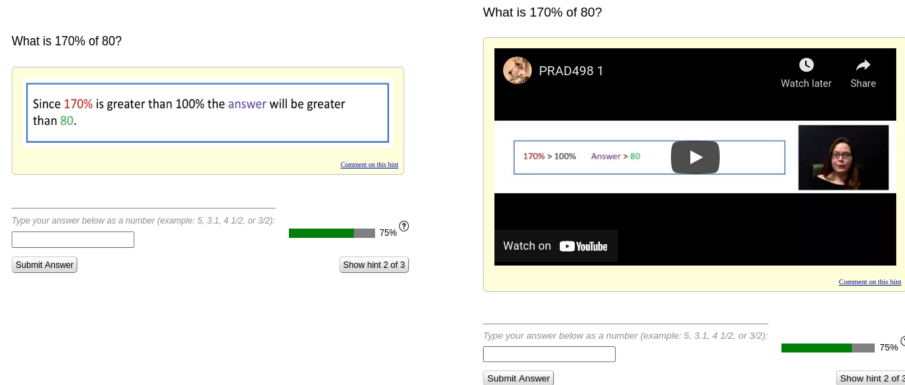 What is 170% of 80?
Since 170% is greater than 100% the answer will be greater
than 80.
Comment on this hint
Type your answer below as a number (example: 5, 3.1, 4 1/2, or 3/2):
75%
?
Submit Answer
Show hint 2 of 3
What is 170% of 80?
PRAD498 1
Watch later
Share
170% > 100% Answer > 80
Watch on YouTube
Comment on this hint
Type your answer below as a number (example: 5, 3.1, 4 1/2, or 3/2):
75%
Submit Answer
Show hint 2 of 3